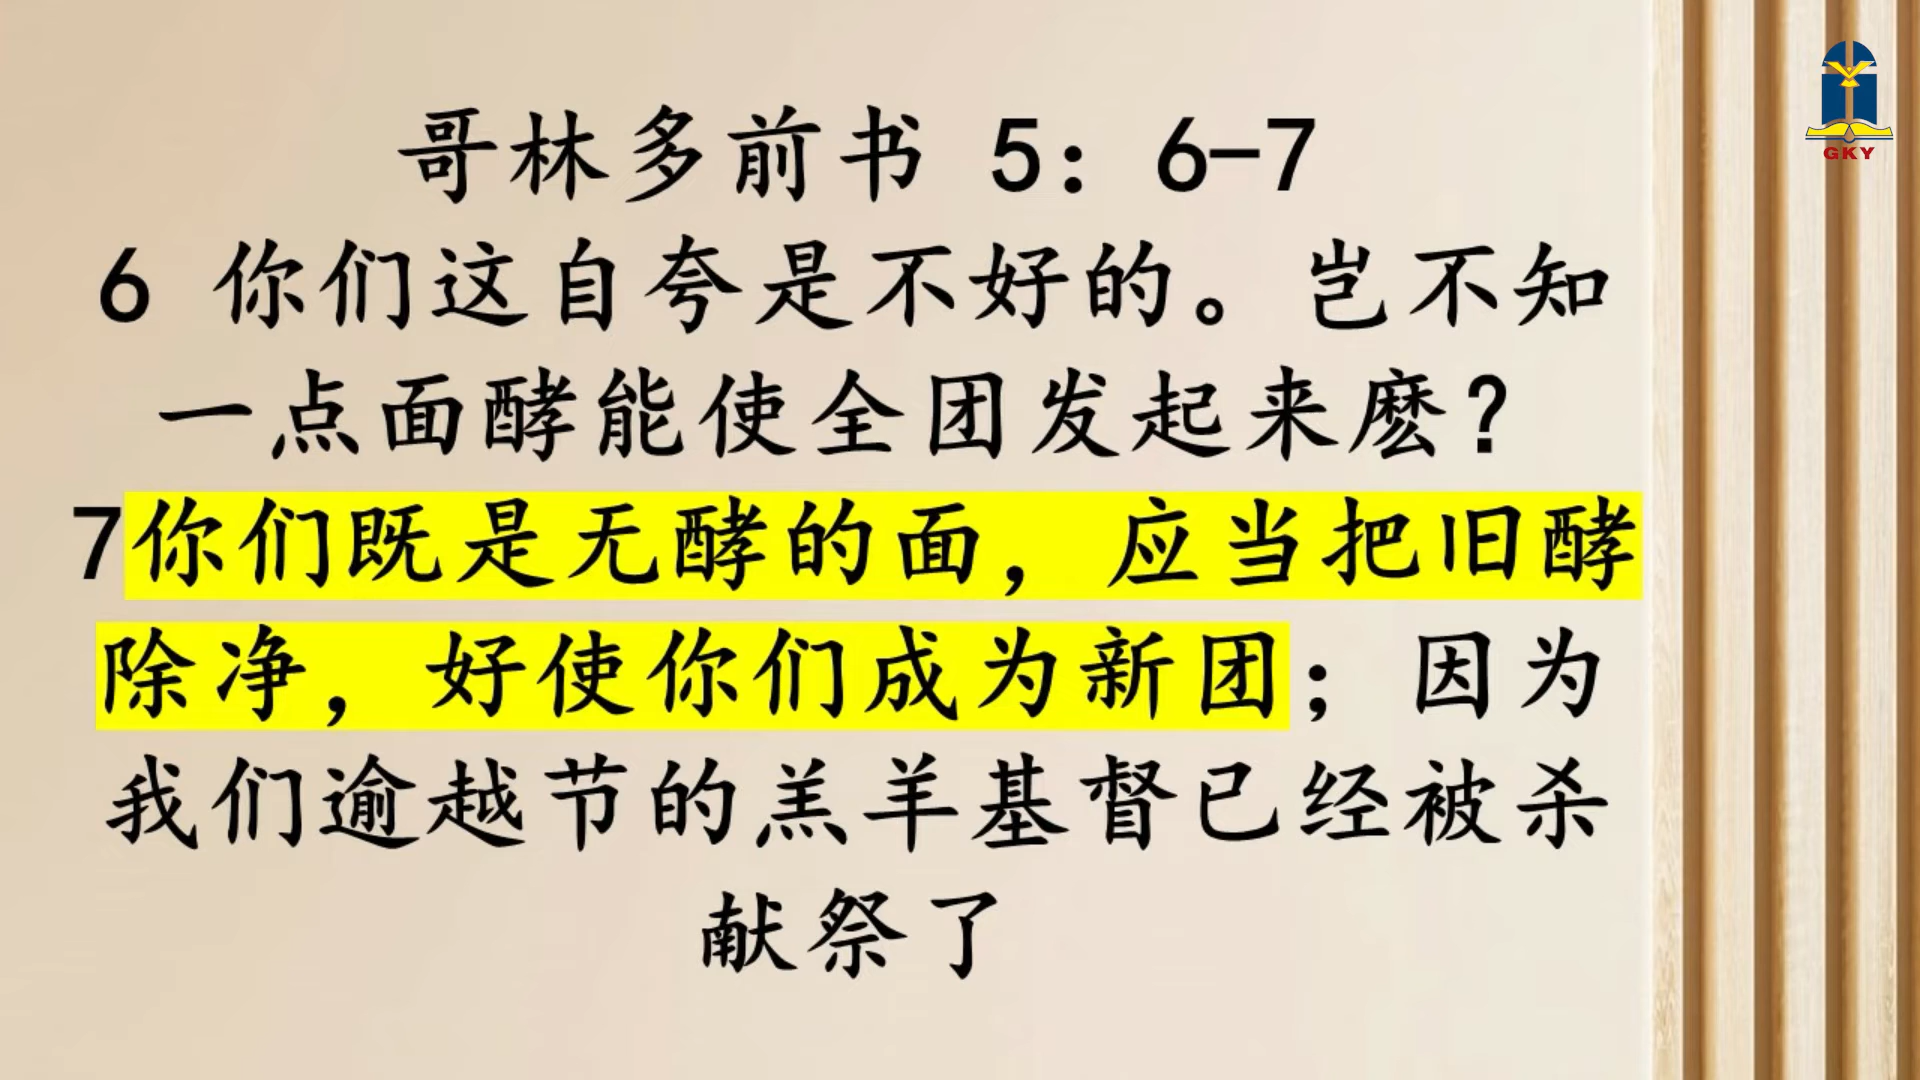 哥林多前书 5：6-7
6 你们这自夸是不好的。岂不知
一点面酵能使全团发起来麽？
7你们既是无酵的面，应当把旧酵
除净，好使你们成为新团；因为
我们逾越节的羔羊基督已经被杀
献祭了
GKY